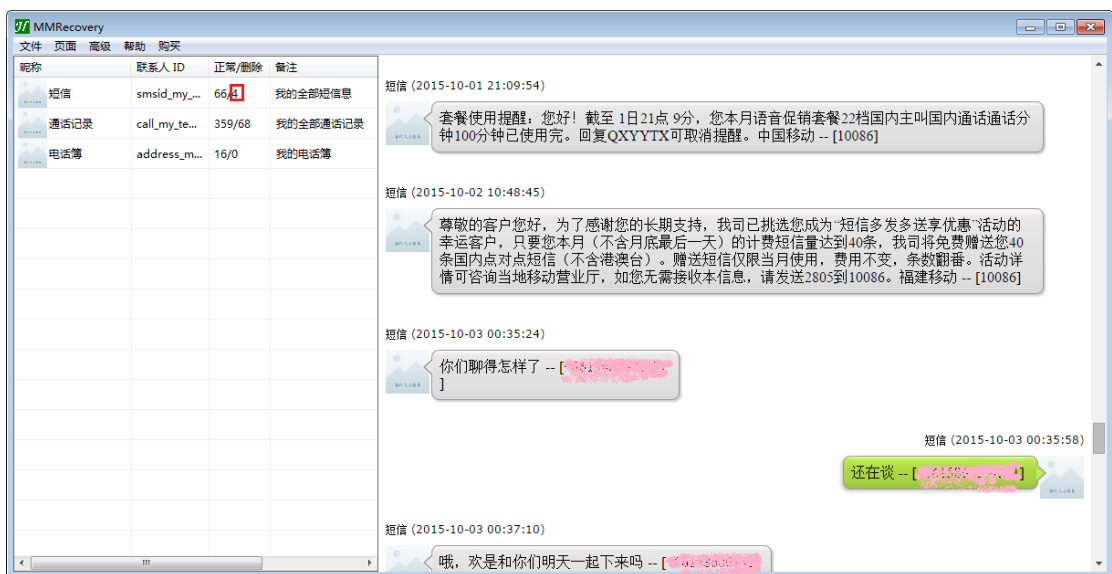 MMRecovery
文件 页面 高级 帮助 购买
昵称 联系人 ID 正常/删除 备注
短信 smsid_my_... 66/4 我的全部短信息
通话记录 call_my_te... 359/68 我的全部通话记录
电话簿 address_m... 16/0 我的电话簿
短信 (2015-10-01 21:09:54)
套餐使用提醒：您好！截至 1日21点 9分，您本月语音促销套餐22档国内主叫国内通话通话分
钟100分钟已使用完。回复QXYYTX可取消提醒。中国移动 -- [10086]
短信 (2015-10-02 10:48:45)
尊敬的客户您好，为了感谢您的长期支持，我司已挑选您成为“短信多发多送享优惠”活动的
幸运客户，只要您本月（不含月底最后一天）的计费短信量达到40条，我司将免费赠送您40
条国内点对点短信（不含港澳台）。赠送短信仅限当月使用，费用不变，条数翻番。活动详
情可咨询当地移动营业厅，如您无需接收本信息，请发送2805到10086。福建移动 -- [10086]
短信 (2015-10-03 00:35:24)
你们聊得怎样了 -- [
]
短信 (2015-10-03 00:35:58)
还在谈 -- [ ]
短信 (2015-10-03 00:37:10)
哦，欢是和你们明天一起下来吗 -- [